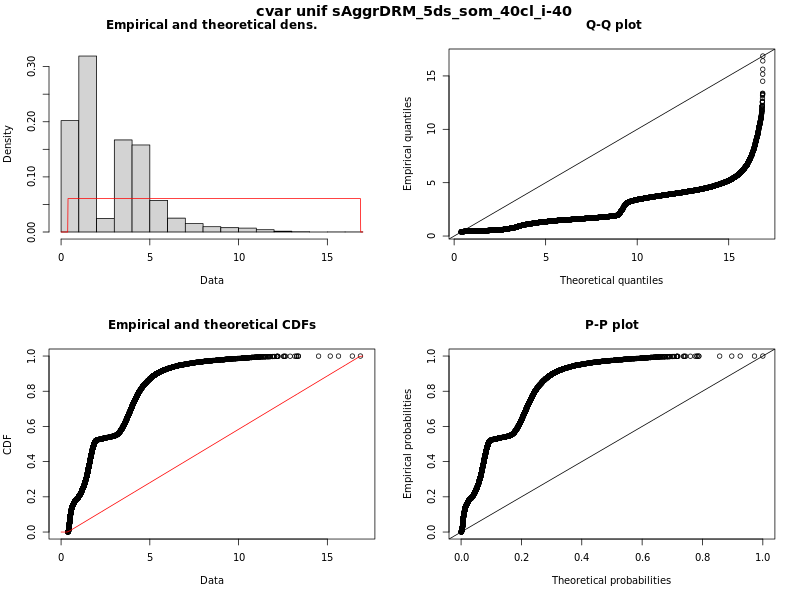 cvar unif sAggrDRM_5ds_som_40cl_i-40
Empirical and theoretical dens.
Density
0.00 0.10 0.20 0.30
0 5 10 15
Data
Q-Q plot
Empirical quantiles
0 5 10 15
0 5 10 15
Theoretical quantiles
Empirical and theoretical CDFs
CDF
0.0 0.2 0.4 0.6 0.8 1.0
0 5 10 15
Data
P-P plot
Empirical probabilities
0.0 0.2 0.4 0.6 0.8 1.0
0.0 0.2 0.4 0.6 0.8 1.0
Theoretical probabilities